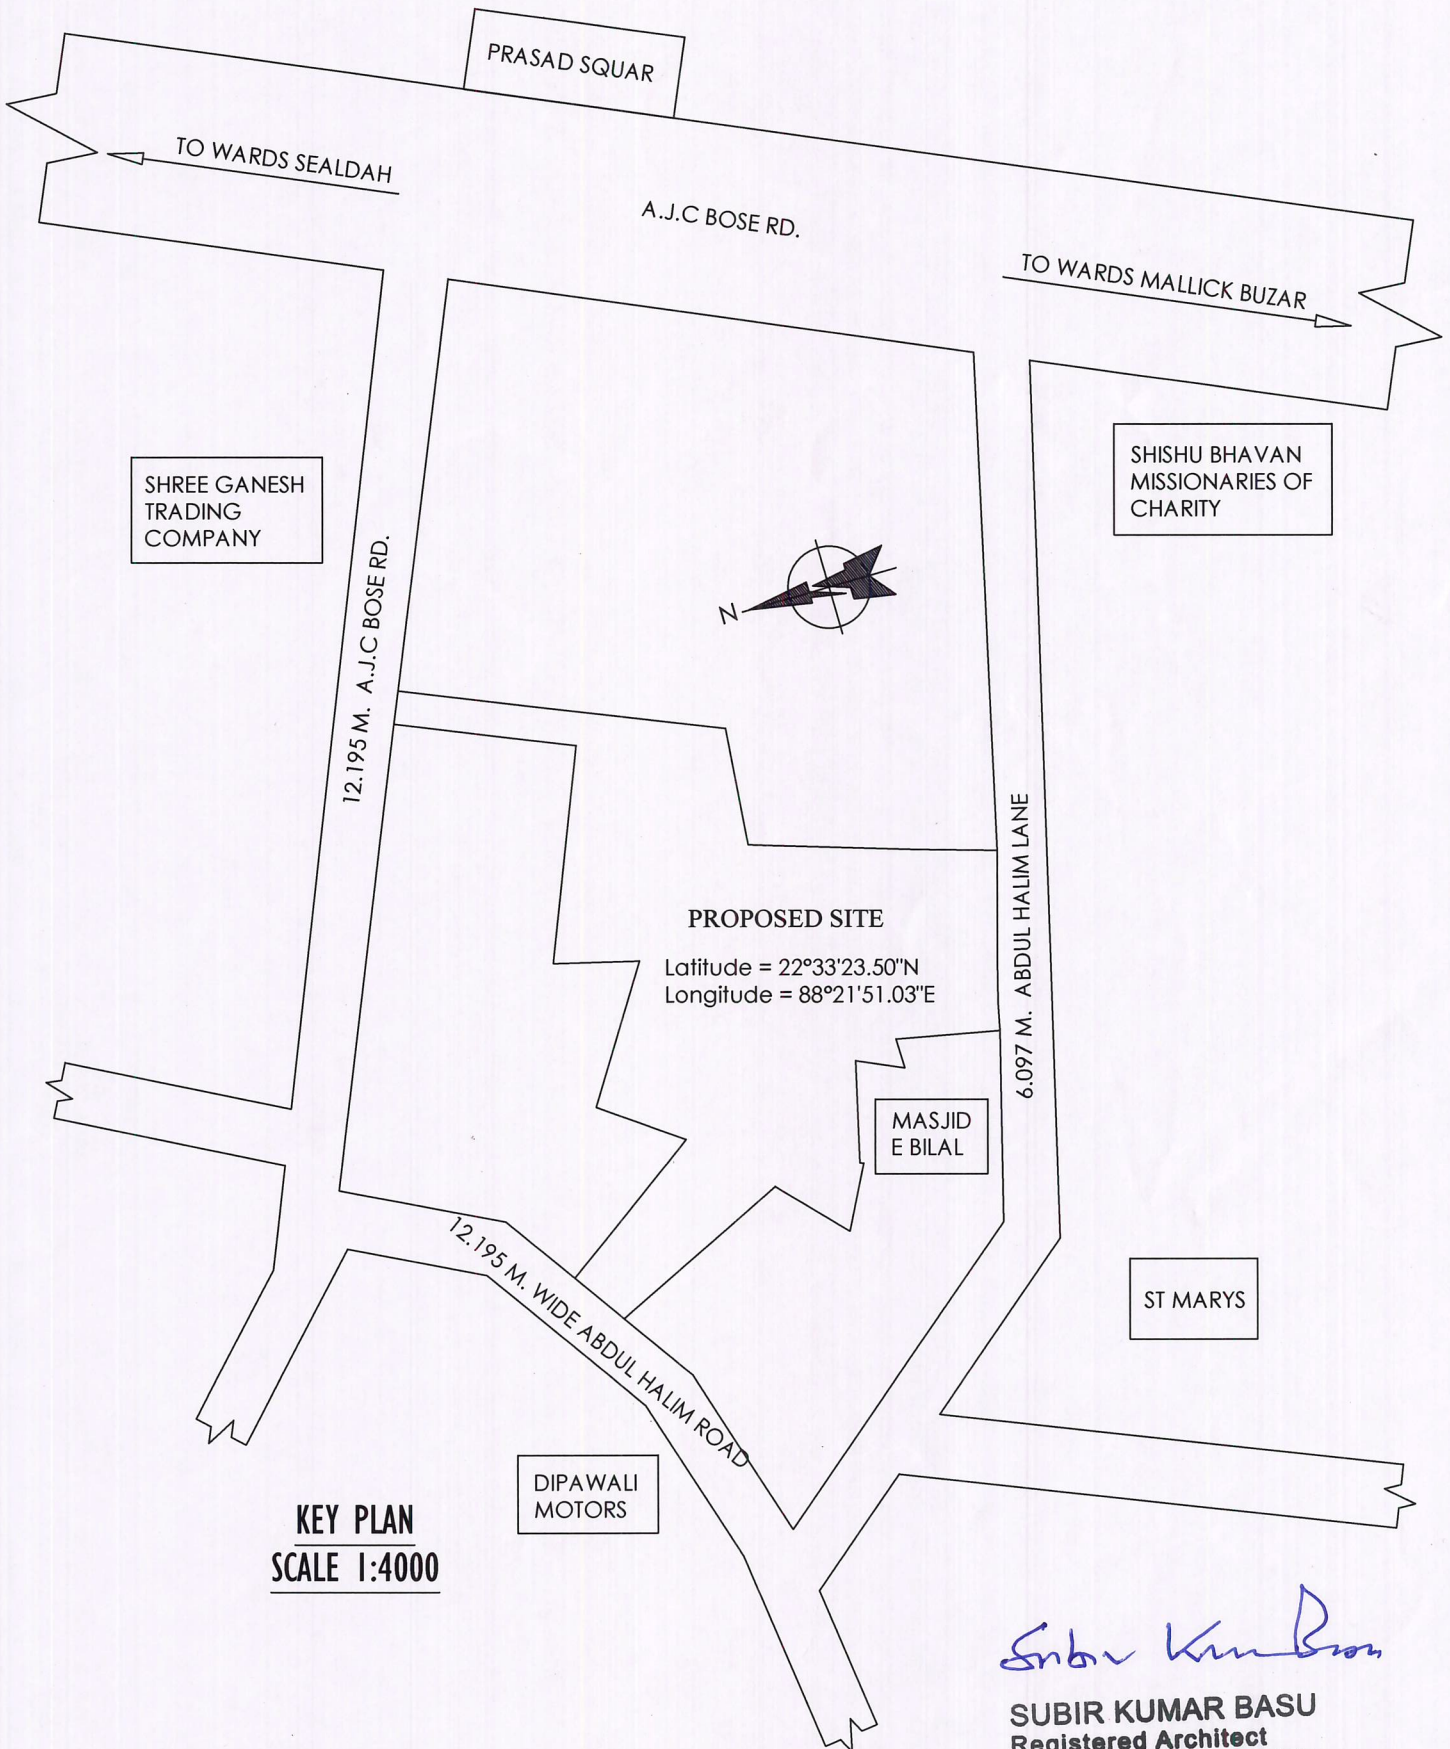 PRASAD SQUAR
TO WARDS SEALDAH
A.J.C BOSE RD.
TO WARDS MALLICK BUZAR
SHREE GANESH
TRADING
COMPANY
SHISHU BHAVAN
MISSIONARIES OF
CHARITY
12.195 M. A.J.C BOSE RD.
N
6.097 M. ABDUL HALIM LANE
PROPOSED SITE
Latitude = 22°33'23.50"N
Longitude = 88°21'51.03"E
MASJID
E BILAL
12.195 M. WIDE ABDUL HALIM ROAD
ST MARYS
DIPAWALI
MOTORS
KEY PLAN
SCALE 1:4000
Subir Kumar Basu
SUBIR KUMAR BASU
Registered Architect